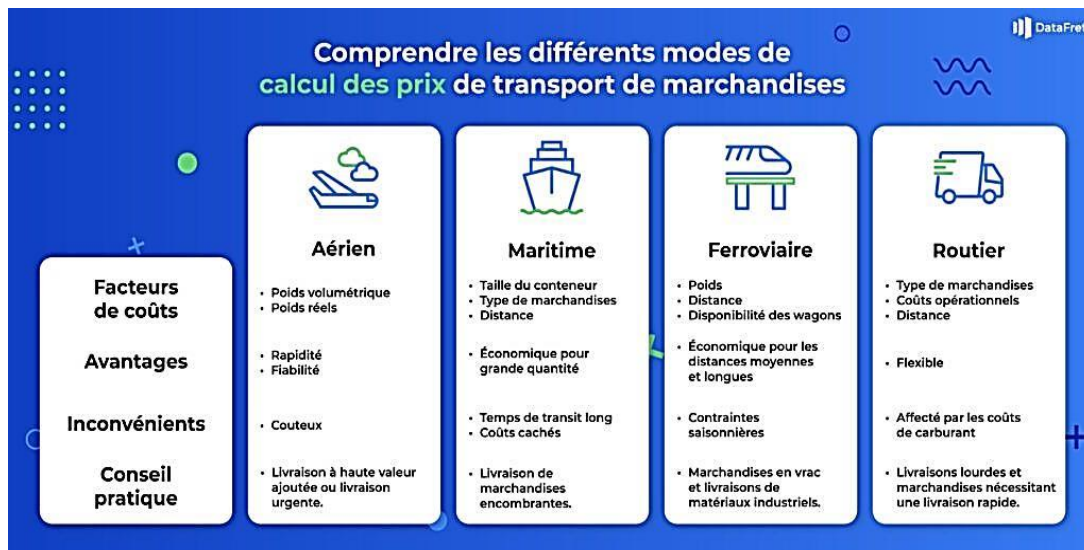 DataFret
Comprendre les différents modes de
calcul des prix de transport de marchandises
Aérien
Maritime
Ferroviaire
Routier
Facteurs
de coûts
• Poids volumétrique
• Poids réels
• Taille du conteneur
• Type de marchandises
• Distance
• Poids
• Distance
• Disponibilité des wagons
• Type de marchandises
• Coûts opérationnels
• Distance
Avantages
• Rapidité
• Fiabilité
• Économique pour
grande quantité
• Économique pour les
distances moyennes
et longues
• Flexible
Inconvénients
• Couteux
• Temps de transit long
• Coûts cachés
• Contraintes
saisonnières
• Affecté par les coûts
de carburant
Conseil
pratique
• Livraison à haute valeur
ajoutée ou livraison
urgente.
• Livraison de
marchandises
encombrantes.
• Marchandises en vrac
et livraisons de
matériaux industriels.
• Livraisons lourdes et
marchandises nécessitant
une livraison rapide.